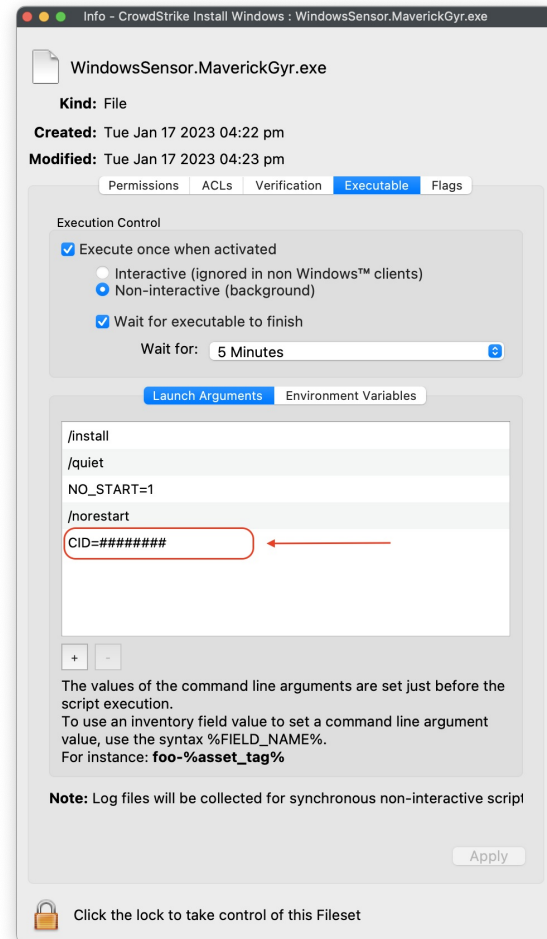 Info - CrowdStrike Install Windows : WindowsSensor.MaverickGyr.exe
WindowsSensor.MaverickGyr.exe
Kind: File
Created: Tue Jan 17 2023 04:22 pm
Modified: Tue Jan 17 2023 04:23 pm
Permissions ACLs Verification Executable Flags
Execution Control
Execute once when activated
Interactive (ignored in non Windows™ clients)
Non-interactive (background)
Wait for executable to finish
Wait for: 5 Minutes
Launch Arguments Environment Variables
/install
/quiet
NO_START=1
/norestart
CID=########
+ -
The values of the command line arguments are set just before the
script execution.
To use an inventory field value to set a command line argument
value, use the syntax %FIELD_NAME%.
For instance: foo-%asset_tag%
Note: Log files will be collected for synchronous non-interactive script
Apply
Click the lock to take control of this Fileset